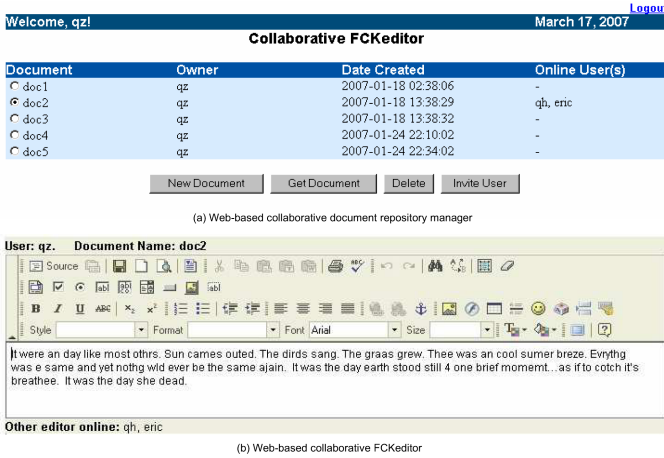 Logout
Welcome, qz! March 17, 2007
Collaborative FCKeditor
Document Owner Date Created Online User(s)
doc1 qz 2007-01-18 02:38:06 -
doc2 qz 2007-01-18 13:38:29 qh, eric
doc3 qz 2007-01-18 13:38:32 -
doc4 qz 2007-01-24 22:10:02 -
doc5 qz 2007-01-24 22:34:02 -
New Document Get Document Delete Invite User
(a) Web-based collaborative document repository manager
User: qz. Document Name: doc2
Source
B I U ABC x₂ x²
Style Format Font Arial Size
It were an day like most othrs. Sun cames outed. The dirds sang. The graas grew. Thee was an cool sumer breze. Evrythg
was e same and yet nothg wld ever be the same ajain. It was the day earth stood still 4 one brief momemt...as if to cotch it's
breathee. It was the day she dead.
Other editor online: qh, eric
(b) Web-based collaborative FCKeditor